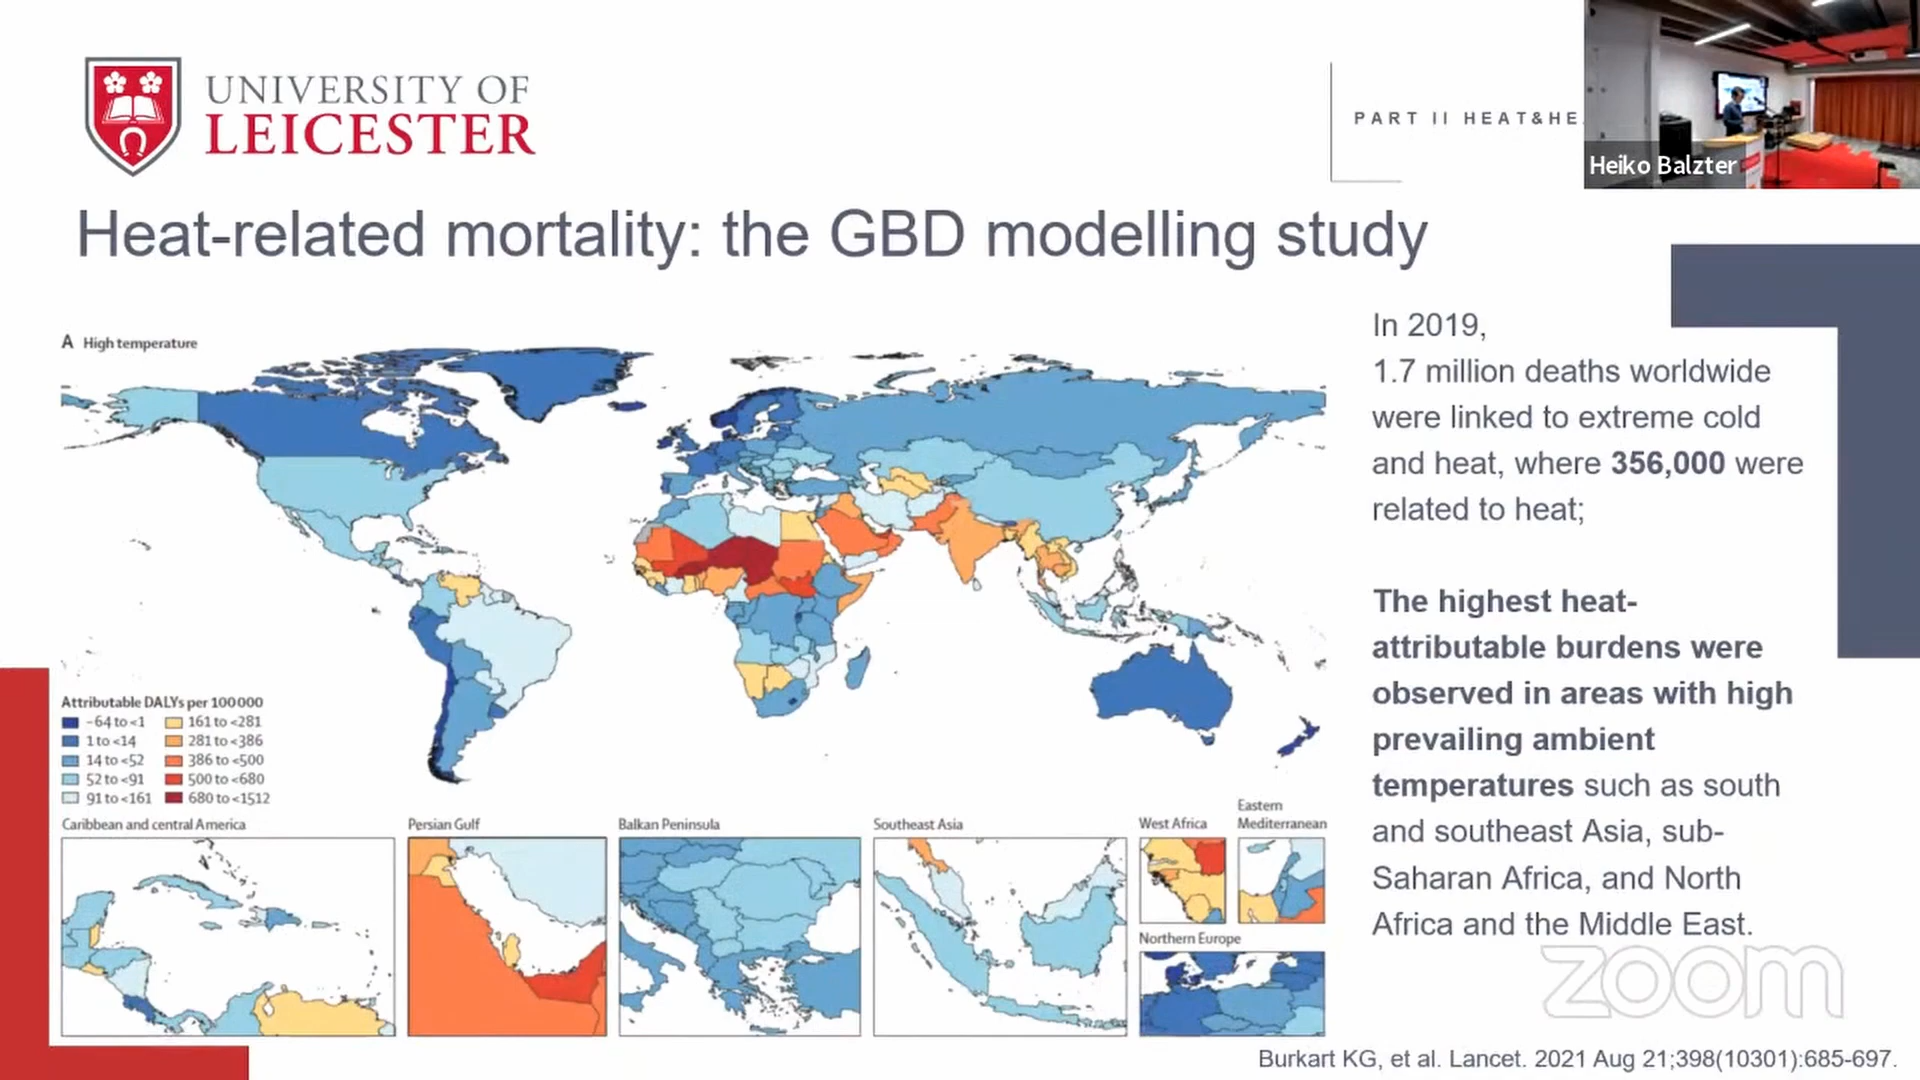 UNIVERSITY OF
LEICESTER
PART II HEAT&HE
Heiko Balzter
Heat-related mortality: the GBD modelling study
A High temperature
Attributable DALYs per 100 000
−64 to <1
1 to <14
14 to <52
52 to <91
91 to <161
161 to <281
281 to <386
386 to <500
500 to <680
680 to <1512
Caribbean and central America
Persian Gulf
Balkan Peninsula
Southeast Asia
West Africa
Eastern
Mediterranean
Northern Europe
In 2019,
1.7 million deaths worldwide
were linked to extreme cold
and heat, where 356,000 were
related to heat;
The highest heat-
attributable burdens were
observed in areas with high
prevailing ambient
temperatures such as south
and southeast Asia, sub-
Saharan Africa, and North
Africa and the Middle East.
zoom
Burkart KG, et al. Lancet. 2021 Aug 21;398(10301):685-697.